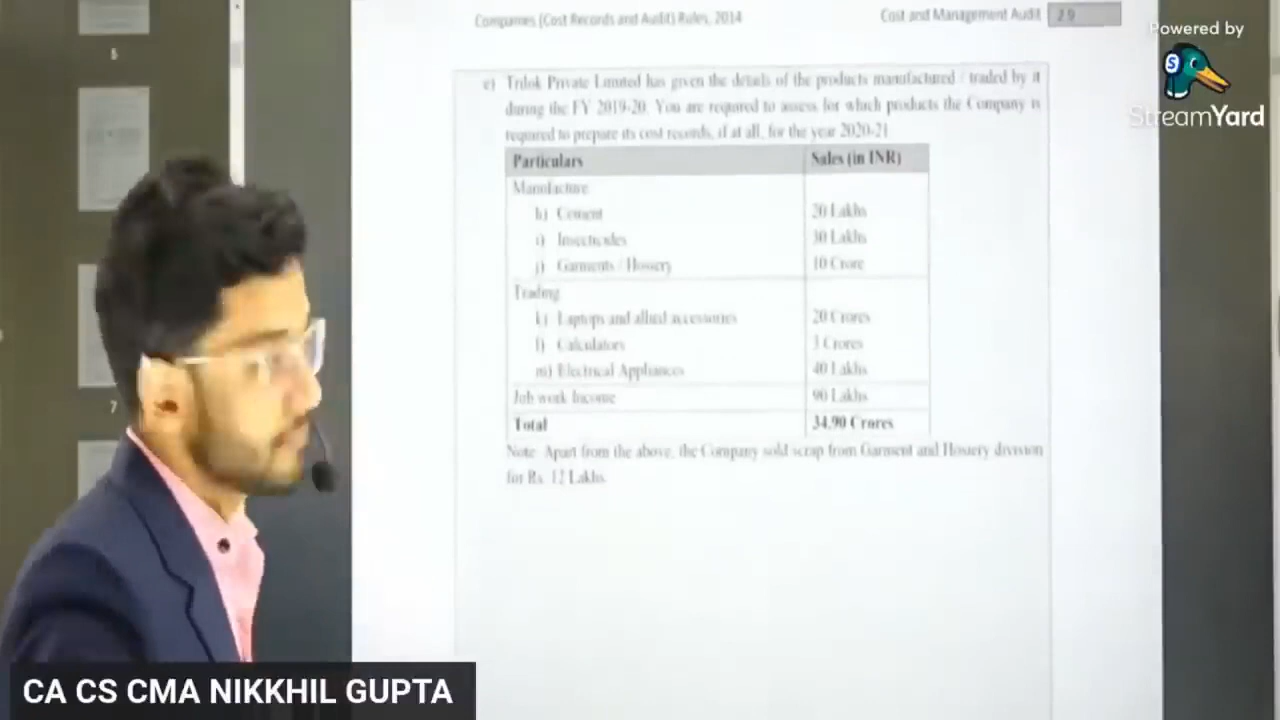 Companies (Cost Records and Audit) Rules, 2014
Cost and Management Audit 2.9
Powered by
StreamYard
6
e) Trilok Private Limited has given the details of the products manufactured / traded by it
during the FY 2019-20. You are required to assess for which products the Company is
required to prepare its cost records, if at all, for the year 2020-21
Particulars Sales (in INR)
Manufacture
h) Cement 20 Lakhs
i) Insecticides 30 Lakhs
j) Garments / Hosiery 10 Crore
Trading
k) Laptops and allied accessories 20 Crores
l) Calculators 3 Crores
m) Electrical Appliances 40 Lakhs
7
Job work Income 90 Lakhs
Total 34.90 Crores
Note: Apart from the above, the Company sold scrap from Garment and Hosiery division
for Rs. 12 Lakhs
CA CS CMA NIKKHIL GUPTA